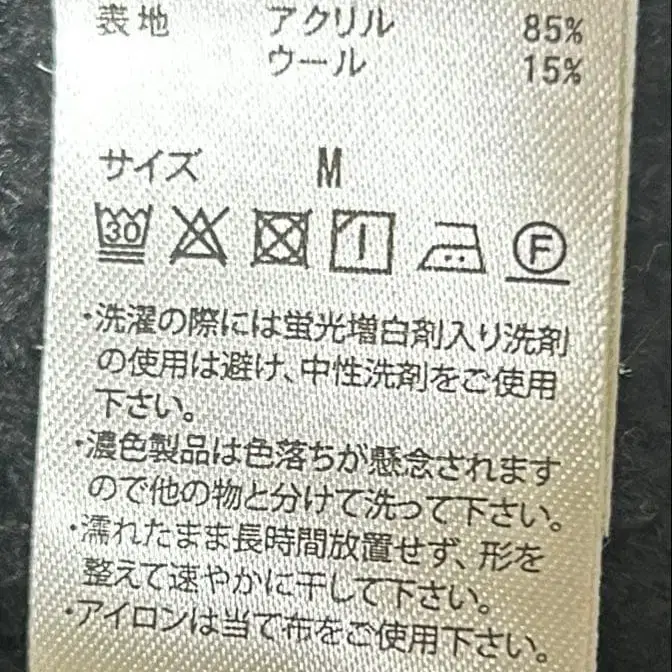 表地 アクリル 85%
ウール 15%
サイズ M
30 F
・洗濯の際には蛍光増白剤入り洗剤
の使用は避け、中性洗剤をご使用
下さい。
・濃色製品は色落ちが懸念されます
ので他の物と分けて洗って下さい。
・濡れたまま長時間放置せず、形を
整えて速やかに干して下さい。
・アイロンは当て布をご使用下さい。